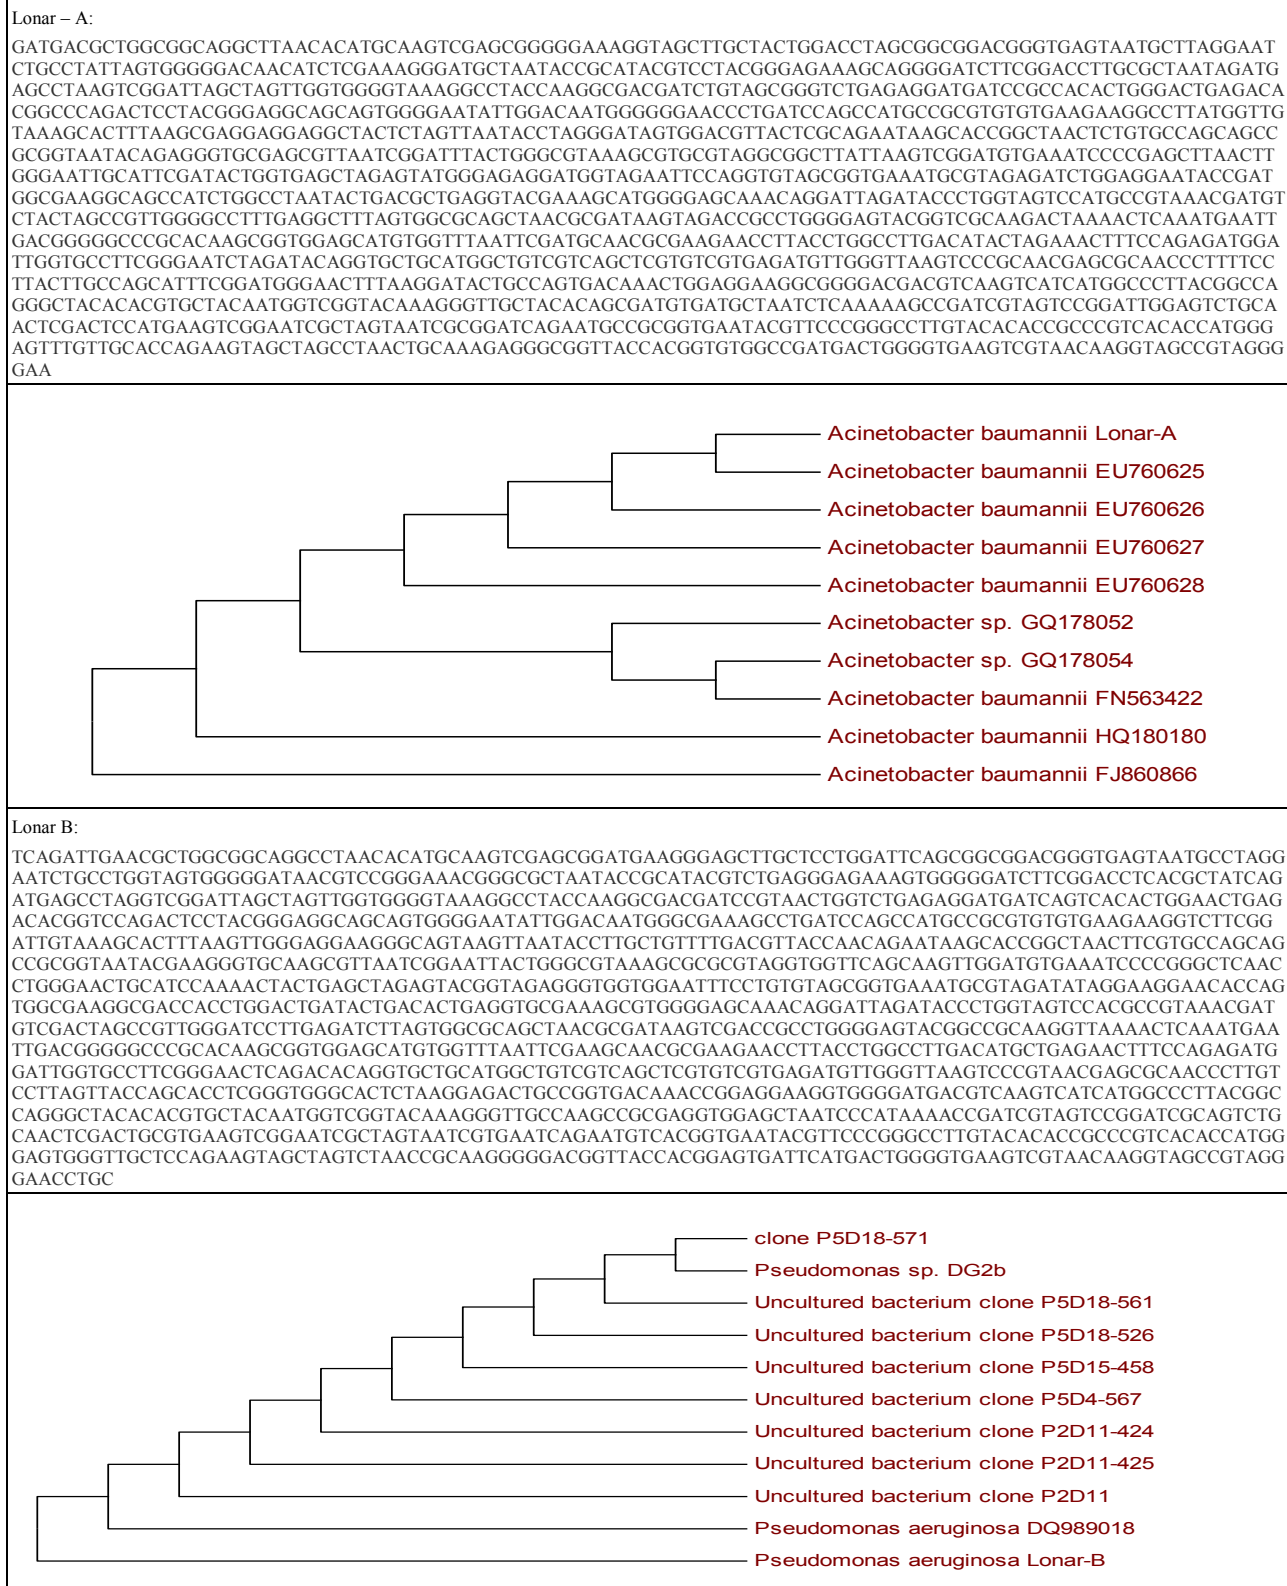 Lonar – A:
GATGACGCTGGCGGCAGGCTTAACACATGCAAGTCGAGCGGGGGAAAGGTAGCTTGCTACTGGACCTAGCGGCGGACGGGTGAGTAATGCTTAGGAAT
CTGCCTATTAGTGGGGGACAACATCTCGAAAGGGATGCTAATACCGCATACGTCCTACGGGAGAAAGCAGGGGATCTTCGGACCTTGCGCTAATAGATG
AGCCTAAGTCGGATTAGCTAGTTGGTGGGGTAAAGGCCTACCAAGGCGACGATCTGTAGCGGGTCTGAGAGGATGATCCGCCACACTGGGACTGAGACA
CGGCCCAGACTCCTACGGGAGGCAGCAGTGGGGAATATTGGACAATGGGGGGAACCCTGATCCAGCCATGCCGCGTGTGTGAAGAAGGCCTTATGGTTG
TAAAGCACTTTAAGCGAGGAGGAGGCTACTCTAGTTAATACCTAGGGATAGTGGACGTTACTCGCAGAATAAGCACCGGCTAACTCTGTGCCAGCAGCC
GCGGTAATACAGAGGGTGCGAGCGTTAATCGGATTTACTGGGCGTAAAGCGTGCGTAGGCGGCTTATTAAGTCGGATGTGAAATCCCCGAGCTTAACTT
GGGAATTGCATTCGATACTGGTGAGCTAGAGTATGGGAGAGGATGGTAGAATTCCAGGTGTAGCGGTGAAATGCGTAGAGATCTGGAGGAATACCGAT
GGCGAAGGCAGCCATCTGGCCTAATACTGACGCTGAGGTACGAAAGCATGGGGAGCAAACAGGATTAGATACCCTGGTAGTCCATGCCGTAAACGATGT
CTACTAGCCGTTGGGGCCTTTGAGGCTTTAGTGGCGCAGCTAACGCGATAAGTAGACCGCCTGGGGAGTACGGTCGCAAGACTAAAACTCAAATGAATT
GACGGGGGCCCGCACAAGCGGTGGAGCATGTGGTTTAATTCGATGCAACGCGAAGAACCTTACCTGGCCTTGACATACTAGAAACTTTCCAGAGATGGA
TTGGTGCCTTCGGGAATCTAGATACAGGTGCTGCATGGCTGTCGTCAGCTCGTGTCGTGAGATGTTGGGTTAAGTCCCGCAACGAGCGCAACCCTTTTCC
TTACTTGCCAGCATTTCGGATGGGAACTTTAAGGATACTGCCAGTGACAAACTGGAGGAAGGCGGGGACGACGTCAAGTCATCATGGCCCTTACGGCCA
GGGCTACACACGTGCTACAATGGTCGGTACAAAGGGTTGCTACACAGCGATGTGATGCTAATCTCAAAAAGCCGATCGTAGTCCGGATTGGAGTCTGCA
ACTCGACTCCATGAAGTCGGAATCGCTAGTAATCGCGGATCAGAATGCCGCGGTGAATACGTTCCCGGGCCTTGTACACACCGCCCGTCACACCATGGG
AGTTTGTTGCACCAGAAGTAGCTAGCCTAACTGCAAAGAGGGCGGTTACCACGGTGTGGCCGATGACTGGGGTGAAGTCGTAACAAGGTAGCCGTAGGG
GAA
Acinetobacter baumannii Lonar-A
Acinetobacter baumannii EU760625
Acinetobacter baumannii EU760626
Acinetobacter baumannii EU760627
Acinetobacter baumannii EU760628
Acinetobacter sp. GQ178052
Acinetobacter sp. GQ178054
Acinetobacter baumannii FN563422
Acinetobacter baumannii HQ180180
Acinetobacter baumannii FJ860866
Lonar B:
TCAGATTGAACGCTGGCGGCAGGCCTAACACATGCAAGTCGAGCGGATGAAGGGAGCTTGCTCCTGGATTCAGCGGCGGACGGGTGAGTAATGCCTAGG
AATCTGCCTGGTAGTGGGGGATAACGTCCGGGAAACGGGCGCTAATACCGCATACGTCTGAGGGAGAAAGTGGGGGATCTTCGGACCTCACGCTATCAG
ATGAGCCTAGGTCGGATTAGCTAGTTGGTGGGGTAAAGGCCTACCAAGGCGACGATCCGTAACTGGTCTGAGAGGATGATCAGTCACACTGGAACTGAG
ACACGGTCCAGACTCCTACGGGAGGCAGCAGTGGGGAATATTGGACAATGGGCGAAAGCCTGATCCAGCCATGCCGCGTGTGTGAAGAAGGTCTTCGG
ATTGTAAAGCACTTTAAGTTGGGAGGAAGGGCAGTAAGTTAATACCTTGCTGTTTTGACGTTACCAACAGAATAAGCACCGGCTAACTTCGTGCCAGCAG
CCGCGGTAATACGAAGGGTGCAAGCGTTAATCGGAATTACTGGGCGTAAAGCGCGCGTAGGTGGTTCAGCAAGTTGGATGTGAAATCCCCGGGCTCAAC
CTGGGAACTGCATCCAAAACTACTGAGCTAGAGTACGGTAGAGGGTGGTGGAATTTCCTGTGTAGCGGTGAAATGCGTAGATATAGGAAGGAACACCAG
TGGCGAAGGCGACCACCTGGACTGATACTGACACTGAGGTGCGAAAGCGTGGGGAGCAAACAGGATTAGATACCCTGGTAGTCCACGCCGTAAACGAT
GTCGACTAGCCGTTGGGATCCTTGAGATCTTAGTGGCGCAGCTAACGCGATAAGTCGACCGCCTGGGGAGTACGGCCGCAAGGTTAAAACTCAAATGAA
TTGACGGGGGCCCGCACAAGCGGTGGAGCATGTGGTTTAATTCGAAGCAACGCGAAGAACCTTACCTGGCCTTGACATGCTGAGAACTTTCCAGAGATG
GATTGGTGCCTTCGGGAACTCAGACACAGGTGCTGCATGGCTGTCGTCAGCTCGTGTCGTGAGATGTTGGGTTAAGTCCCGTAACGAGCGCAACCCTTGT
CCTTAGTTACCAGCACCTCGGGTGGGCACTCTAAGGAGACTGCCGGTGACAAACCGGAGGAAGGTGGGGATGACGTCAAGTCATCATGGCCCTTACGGC
CAGGGCTACACACGTGCTACAATGGTCGGTACAAAGGGTTGCCAAGCCGCGAGGTGGAGCTAATCCCATAAAACCGATCGTAGTCCGGATCGCAGTCTG
CAACTCGACTGCGTGAAGTCGGAATCGCTAGTAATCGTGAATCAGAATGTCACGGTGAATACGTTCCCGGGCCTTGTACACACCGCCCGTCACACCATGG
GAGTGGGTTGCTCCAGAAGTAGCTAGTCTAACCGCAAGGGGGACGGTTACCACGGAGTGATTCATGACTGGGGTGAAGTCGTAACAAGGTAGCCGTAGG
GAACCTGC
clone P5D18-571
Pseudomonas sp. DG2b
Uncultured bacterium clone P5D18-561
Uncultured bacterium clone P5D18-526
Uncultured bacterium clone P5D15-458
Uncultured bacterium clone P5D4-567
Uncultured bacterium clone P2D11-424
Uncultured bacterium clone P2D11-425
Uncultured bacterium clone P2D11
Pseudomonas aeruginosa DQ989018
Pseudomonas aeruginosa Lonar-B